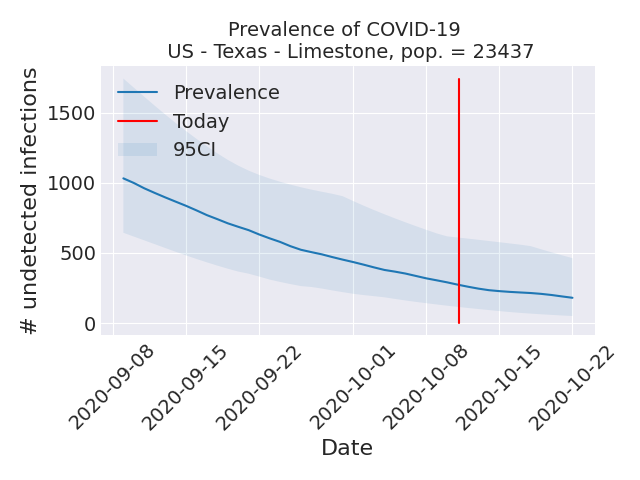 Prevalence of COVID-19
US - Texas - Limestone, pop. = 23437
# undetected infections
1500
1000
500
0
Prevalence
Today
95CI
2020-09-08
2020-09-15
2020-09-22
2020-10-01
2020-10-08
2020-10-15
2020-10-22
Date